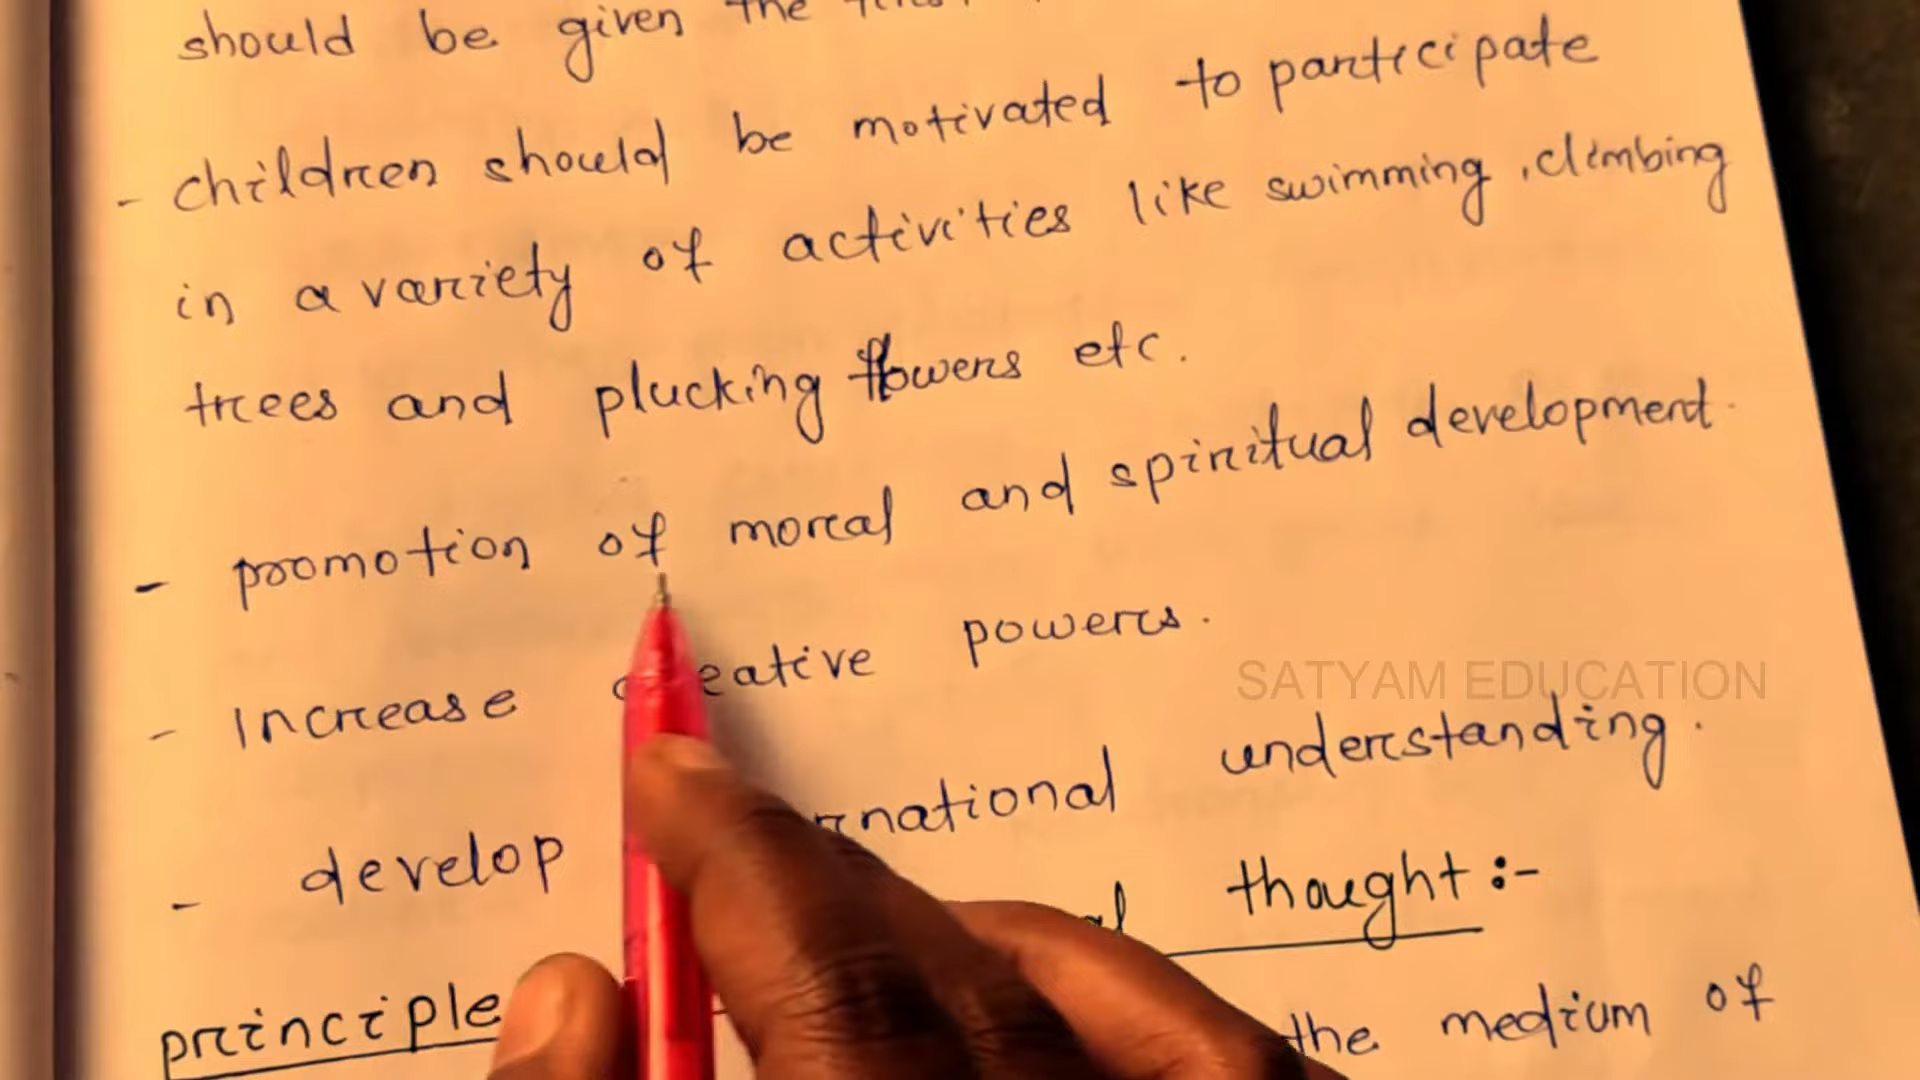 should be given the
- children should be motivated to participate
in a variety of activities like swimming, climbing
trees and plucking flowers etc.
- promotion of moral and spiritual development.
- Increase creative powers.
SATYAM EDUCATION
- develop understanding.
principle thought :-
the medium of